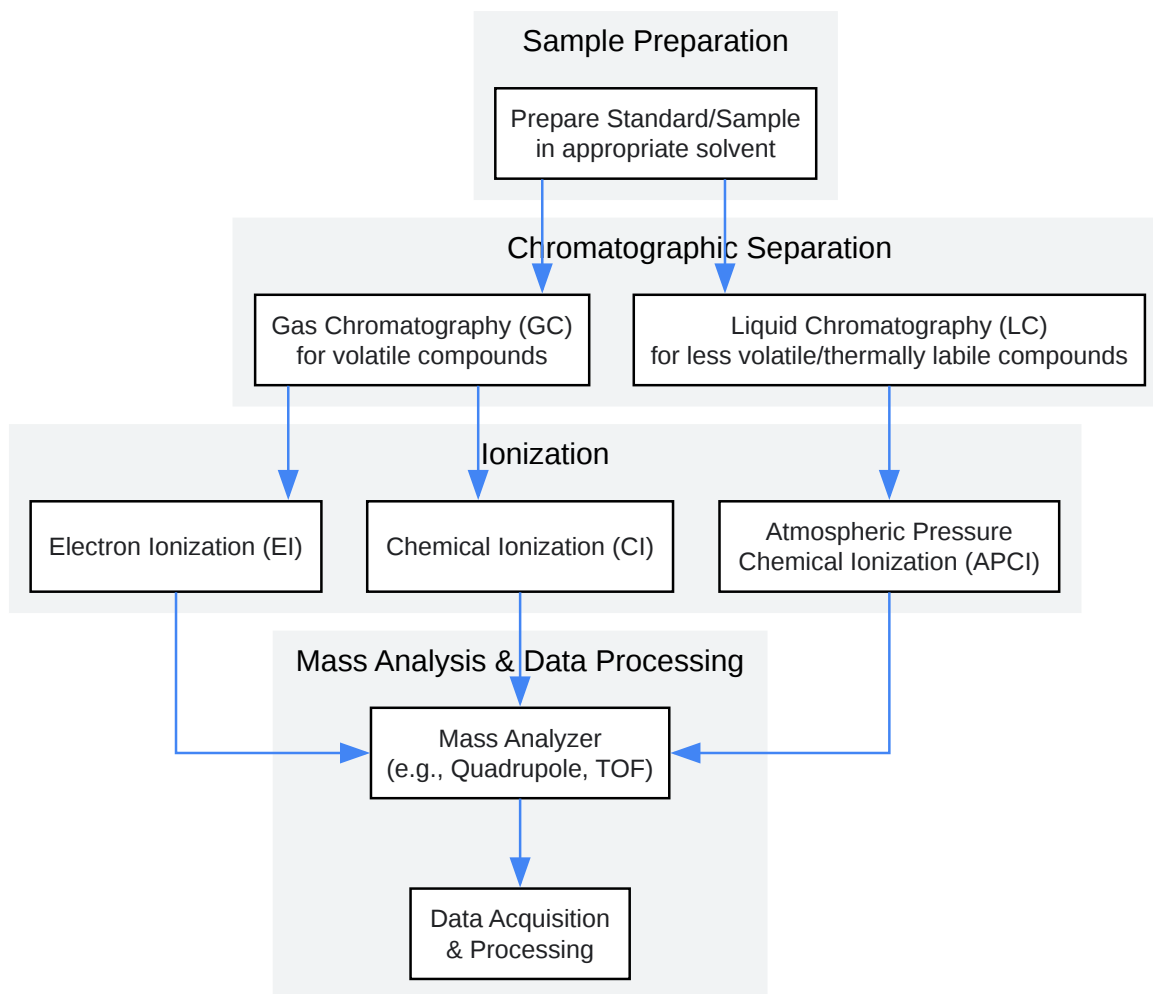 Sample Preparation
Prepare Standard/Sample
in appropriate solvent
Chromatographic Separation
Gas Chromatography (GC)
for volatile compounds
Liquid Chromatography (LC)
for less volatile/thermally labile compounds
Ionization
Electron Ionization (EI)
Chemical Ionization (CI)
Atmospheric Pressure
Chemical Ionization (APCI)
Mass Analysis & Data Processing
Mass Analyzer
(e.g., Quadrupole, TOF)
Data Acquisition
& Processing